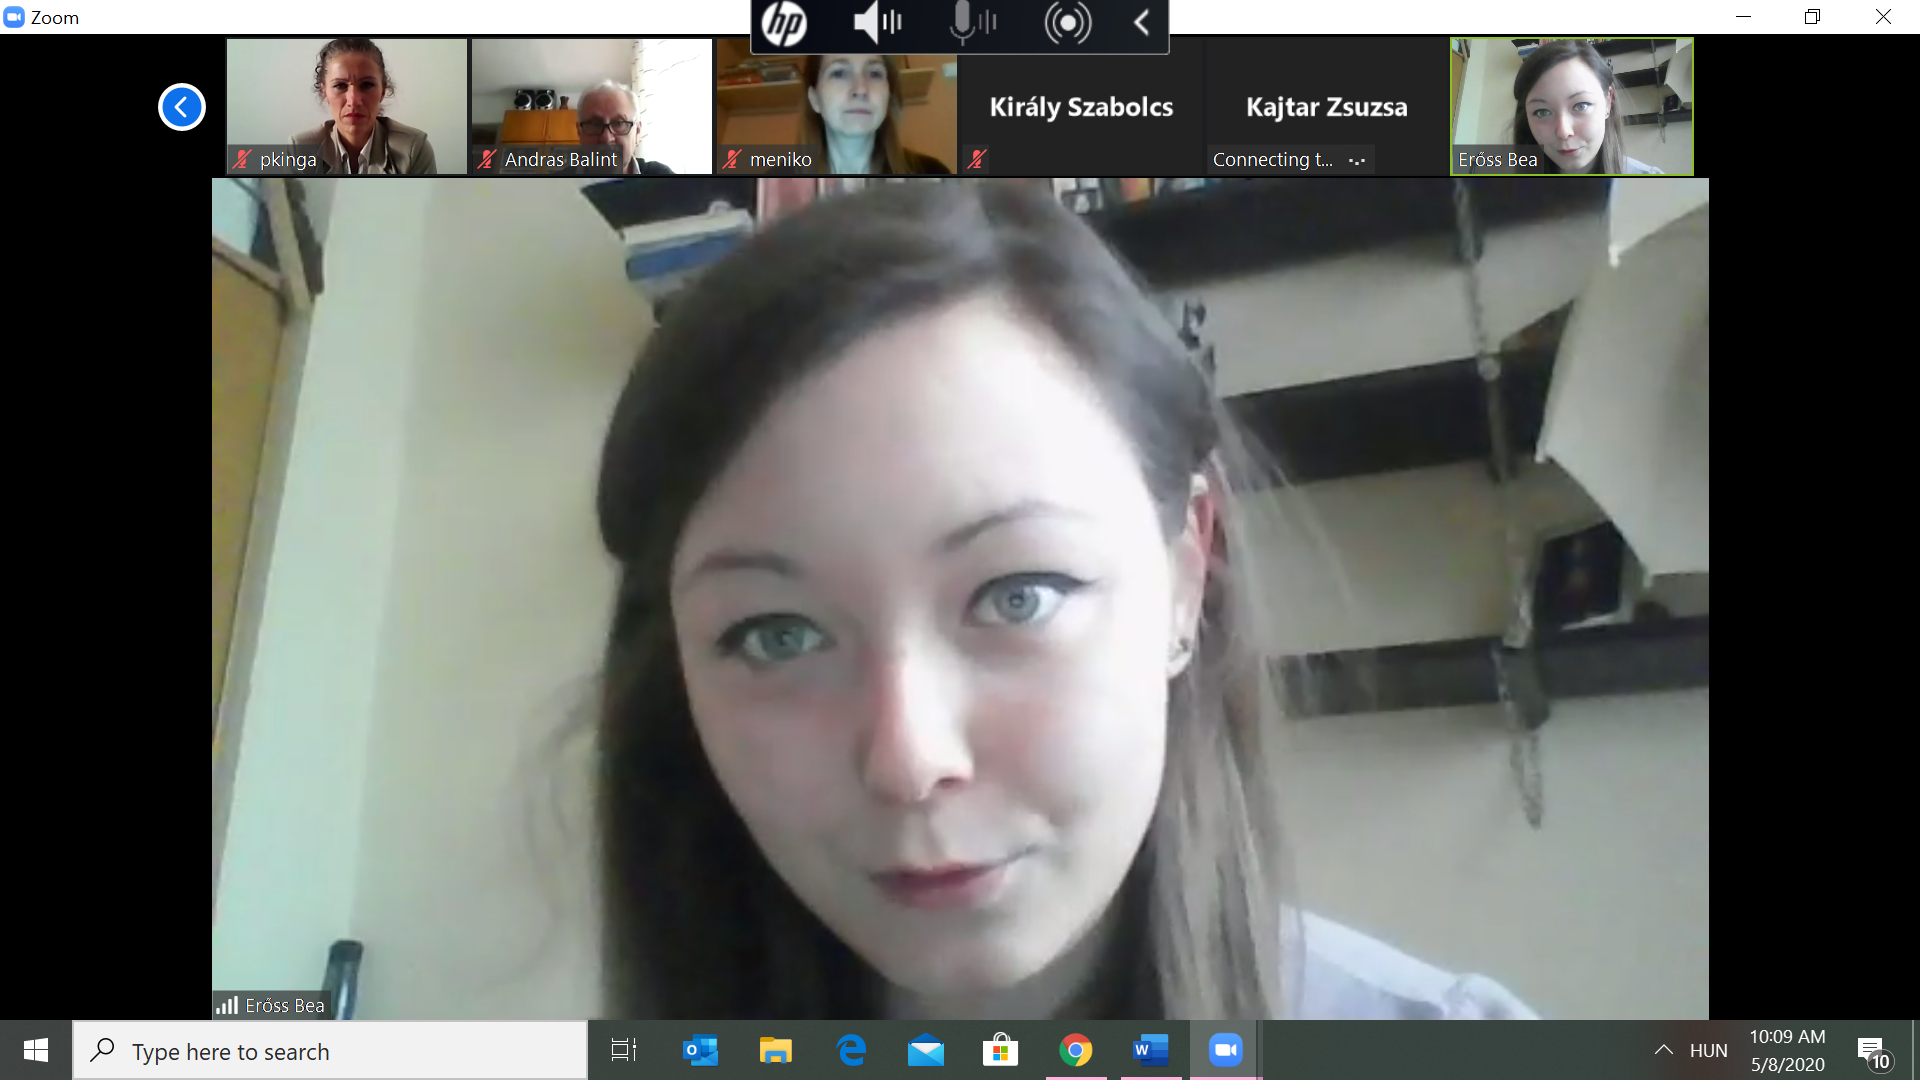 Zoom
hp
pkinga
Andras Balint
meniko
Király Szabolcs
Kajtar Zsuzsa
Connecting t...
Erőss Bea
Erőss Bea
Type here to search
O
W
HUN
10:09 AM
5/8/2020
10